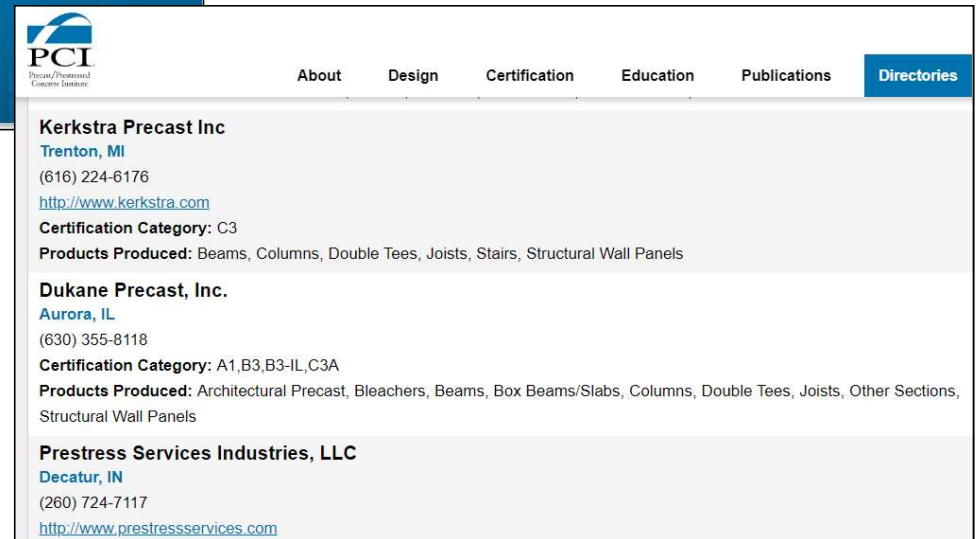 PCI
Precast/Prestressed
Concrete Institute
About Design Certification Education Publications Directories
Kerkstra Precast Inc
Trenton, MI
(616) 224-6176
http://www.kerkstra.com
Certification Category: C3
Products Produced: Beams, Columns, Double Tees, Joists, Stairs, Structural Wall Panels
Dukane Precast, Inc.
Aurora, IL
(630) 355-8118
Certification Category: A1,B3,B3-IL,C3A
Products Produced: Architectural Precast, Bleachers, Beams, Box Beams/Slabs, Columns, Double Tees, Joists, Other Sections,
Structural Wall Panels
Prestress Services Industries, LLC
Decatur, IN
(260) 724-7117
http://www.prestressservices.com